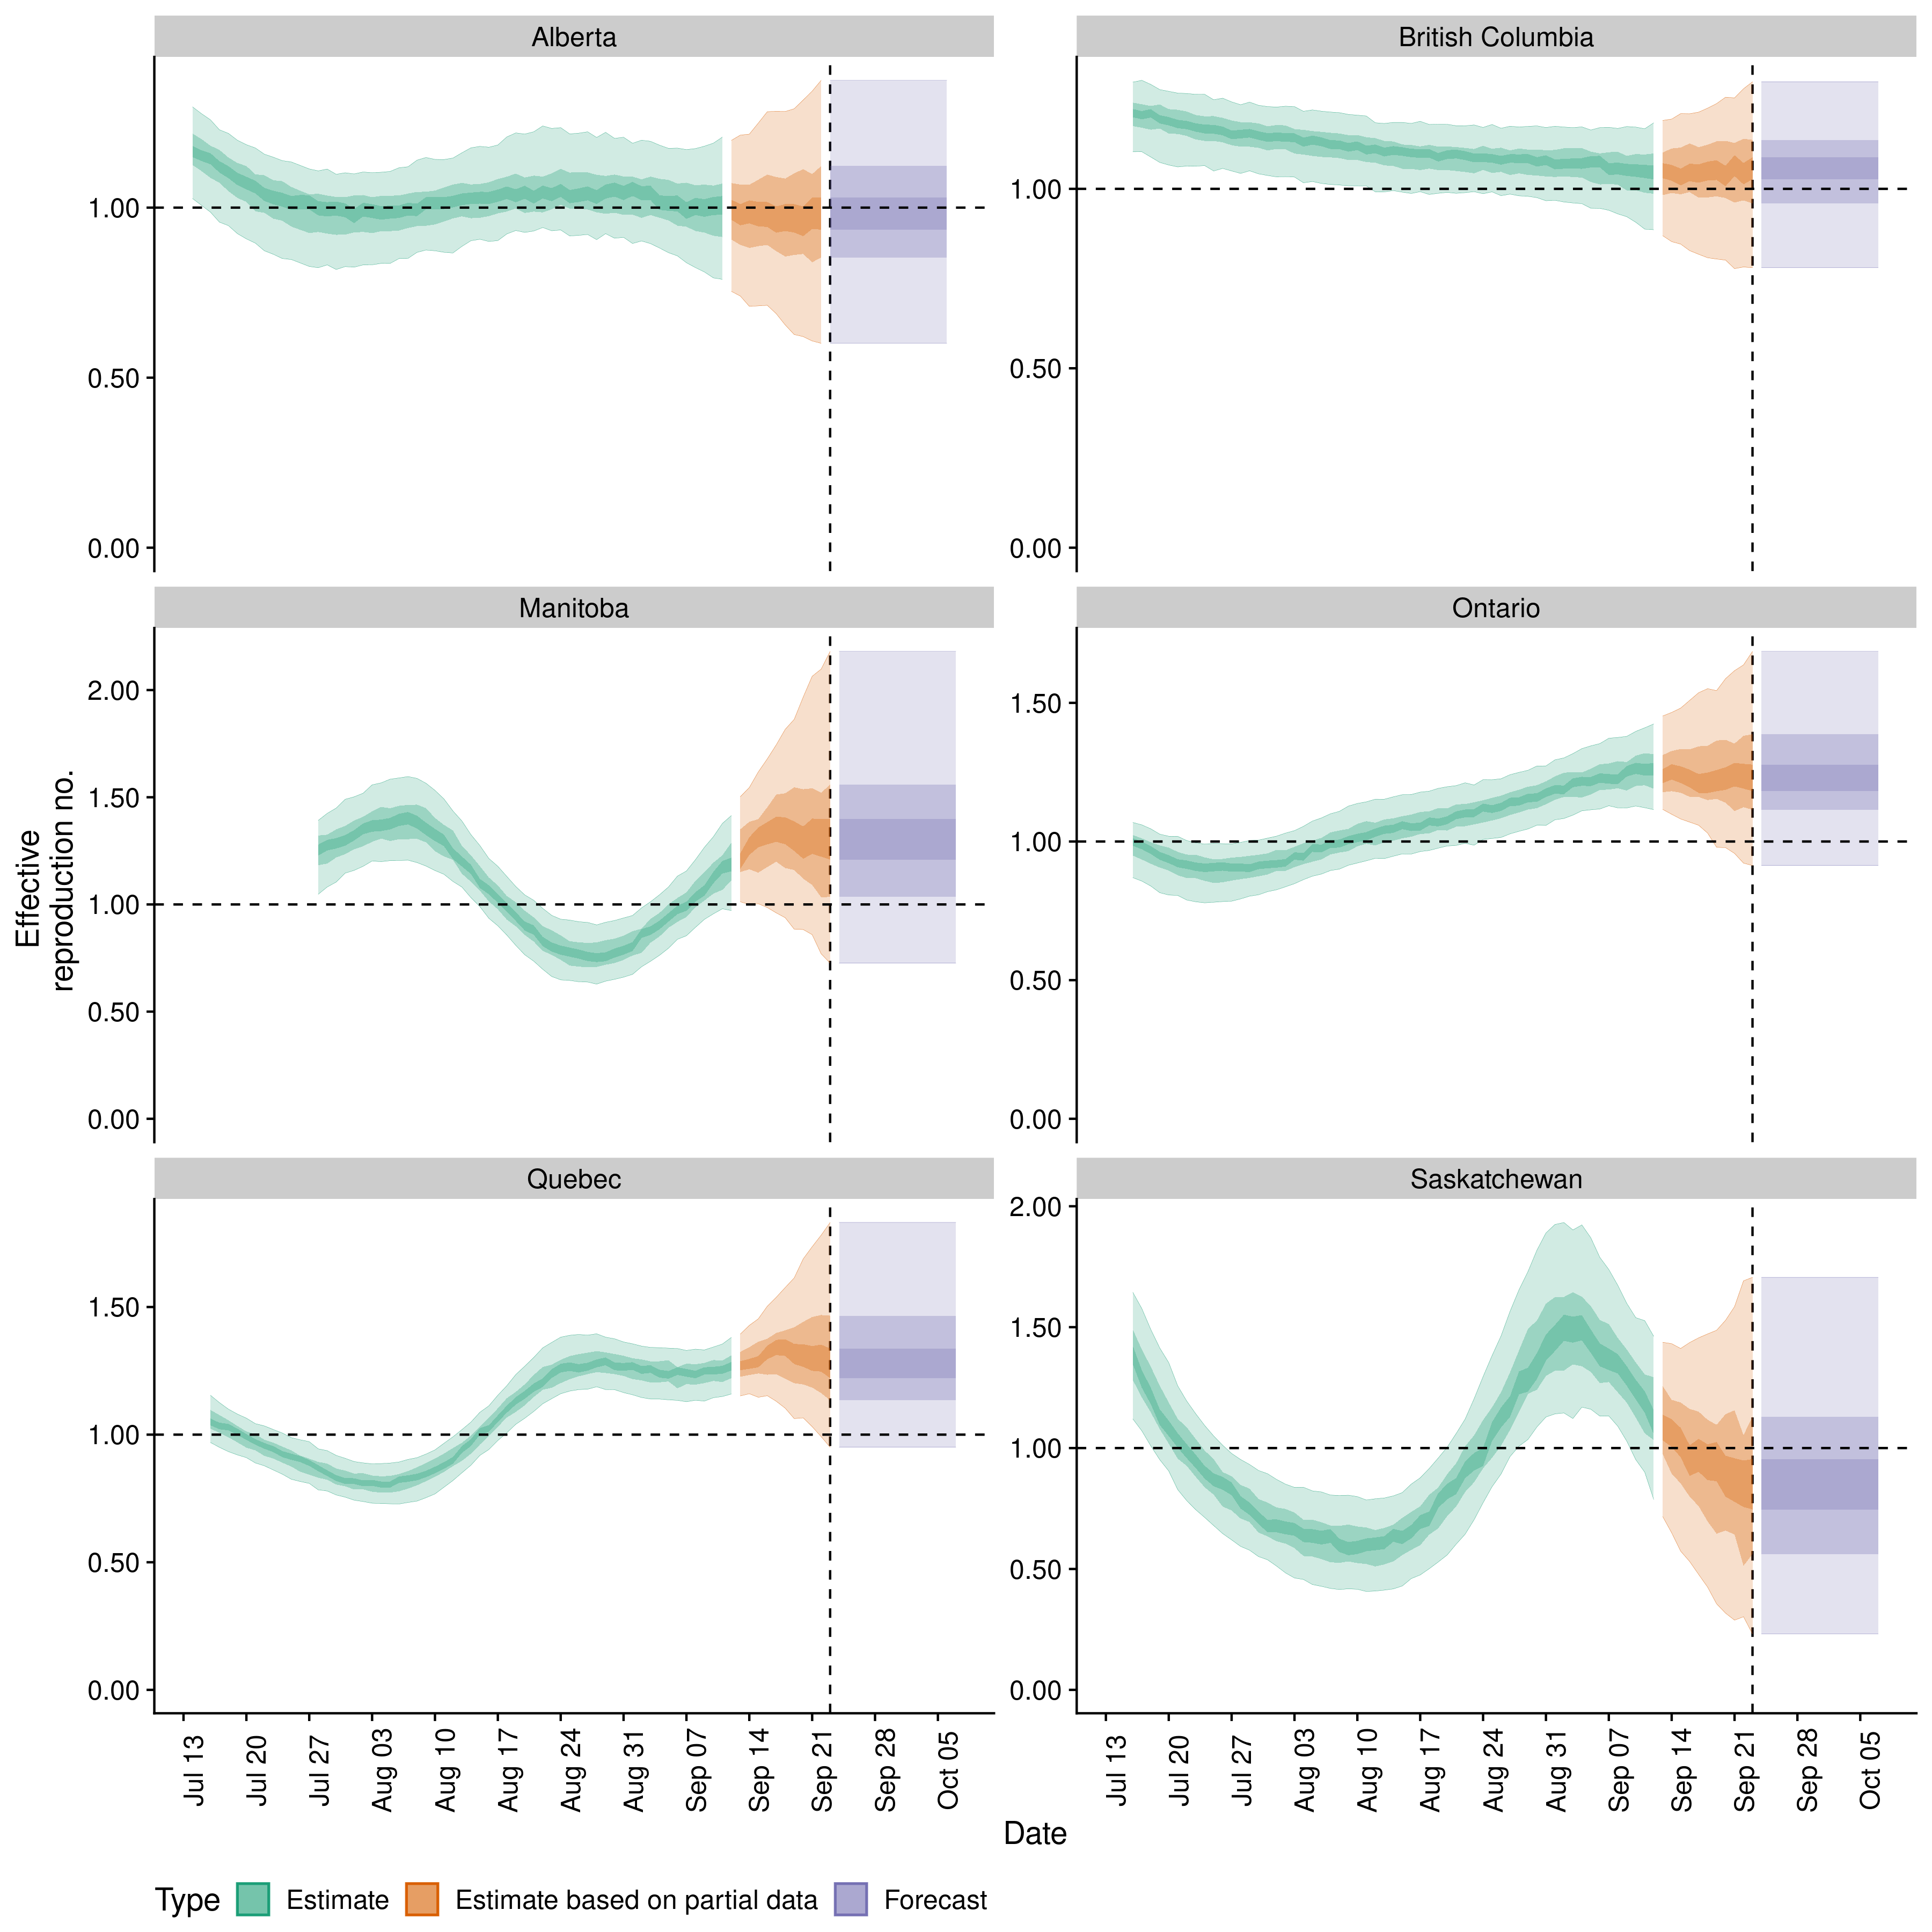 Alberta
British Columbia
1.00
0.50
0.00
1.00
0.50
0.00
Manitoba
Ontario
2.00
1.50
1.00
0.50
0.00
1.50
1.00
0.50
0.00
Effective
reproduction no.
Quebec
Saskatchewan
1.50
1.00
0.50
0.00
2.00
1.50
1.00
0.50
0.00
Jul 13
Jul 20
Jul 27
Aug 03
Aug 10
Aug 17
Aug 24
Aug 31
Sep 07
Sep 14
Sep 21
Sep 28
Oct 05
Jul 13
Jul 20
Jul 27
Aug 03
Aug 10
Aug 17
Aug 24
Aug 31
Sep 07
Sep 14
Sep 21
Sep 28
Oct 05
Date
Type Estimate Estimate based on partial data Forecast